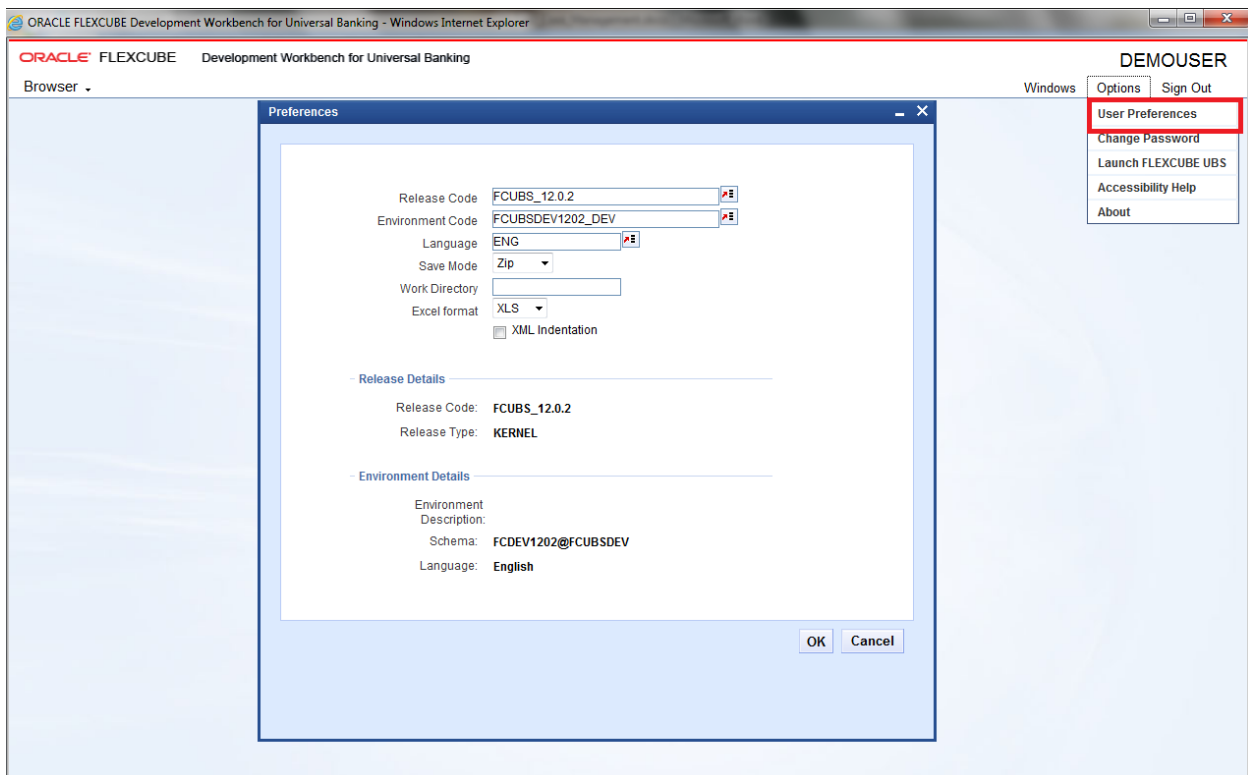 ORACLE FLEXCUBE Development Workbench for Universal Banking - Windows Internet Explorer
ORACLE FLEXCUBE Development Workbench for Universal Banking
DEMOUSER
Browser
Windows Options Sign Out
User Preferences
Change Password
Launch FLEXCUBE UBS
Accessibility Help
About
Preferences
Release Code FCUBS_12.0.2
Environment Code FCUBSDEV1202_DEV
Language ENG
Save Mode Zip
Work Directory
Excel format XLS
XML Indentation
Release Details
Release Code: FCUBS_12.0.2
Release Type: KERNEL
Environment Details
Environment
Description:
Schema: FCDEV1202@FCUBSDEV
Language: English
OK Cancel